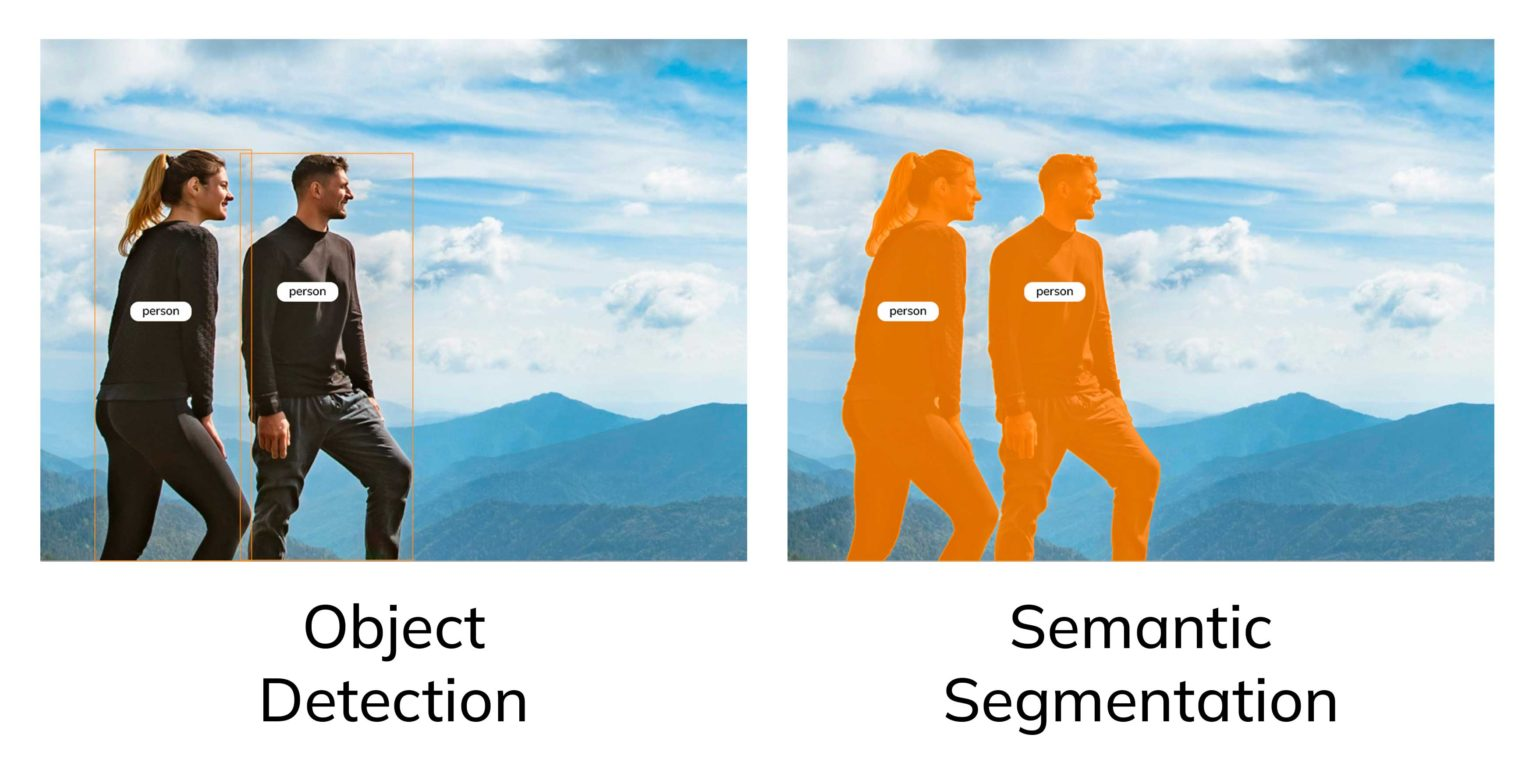 person
person
person
person
Object
Detection
Semantic
Segmentation